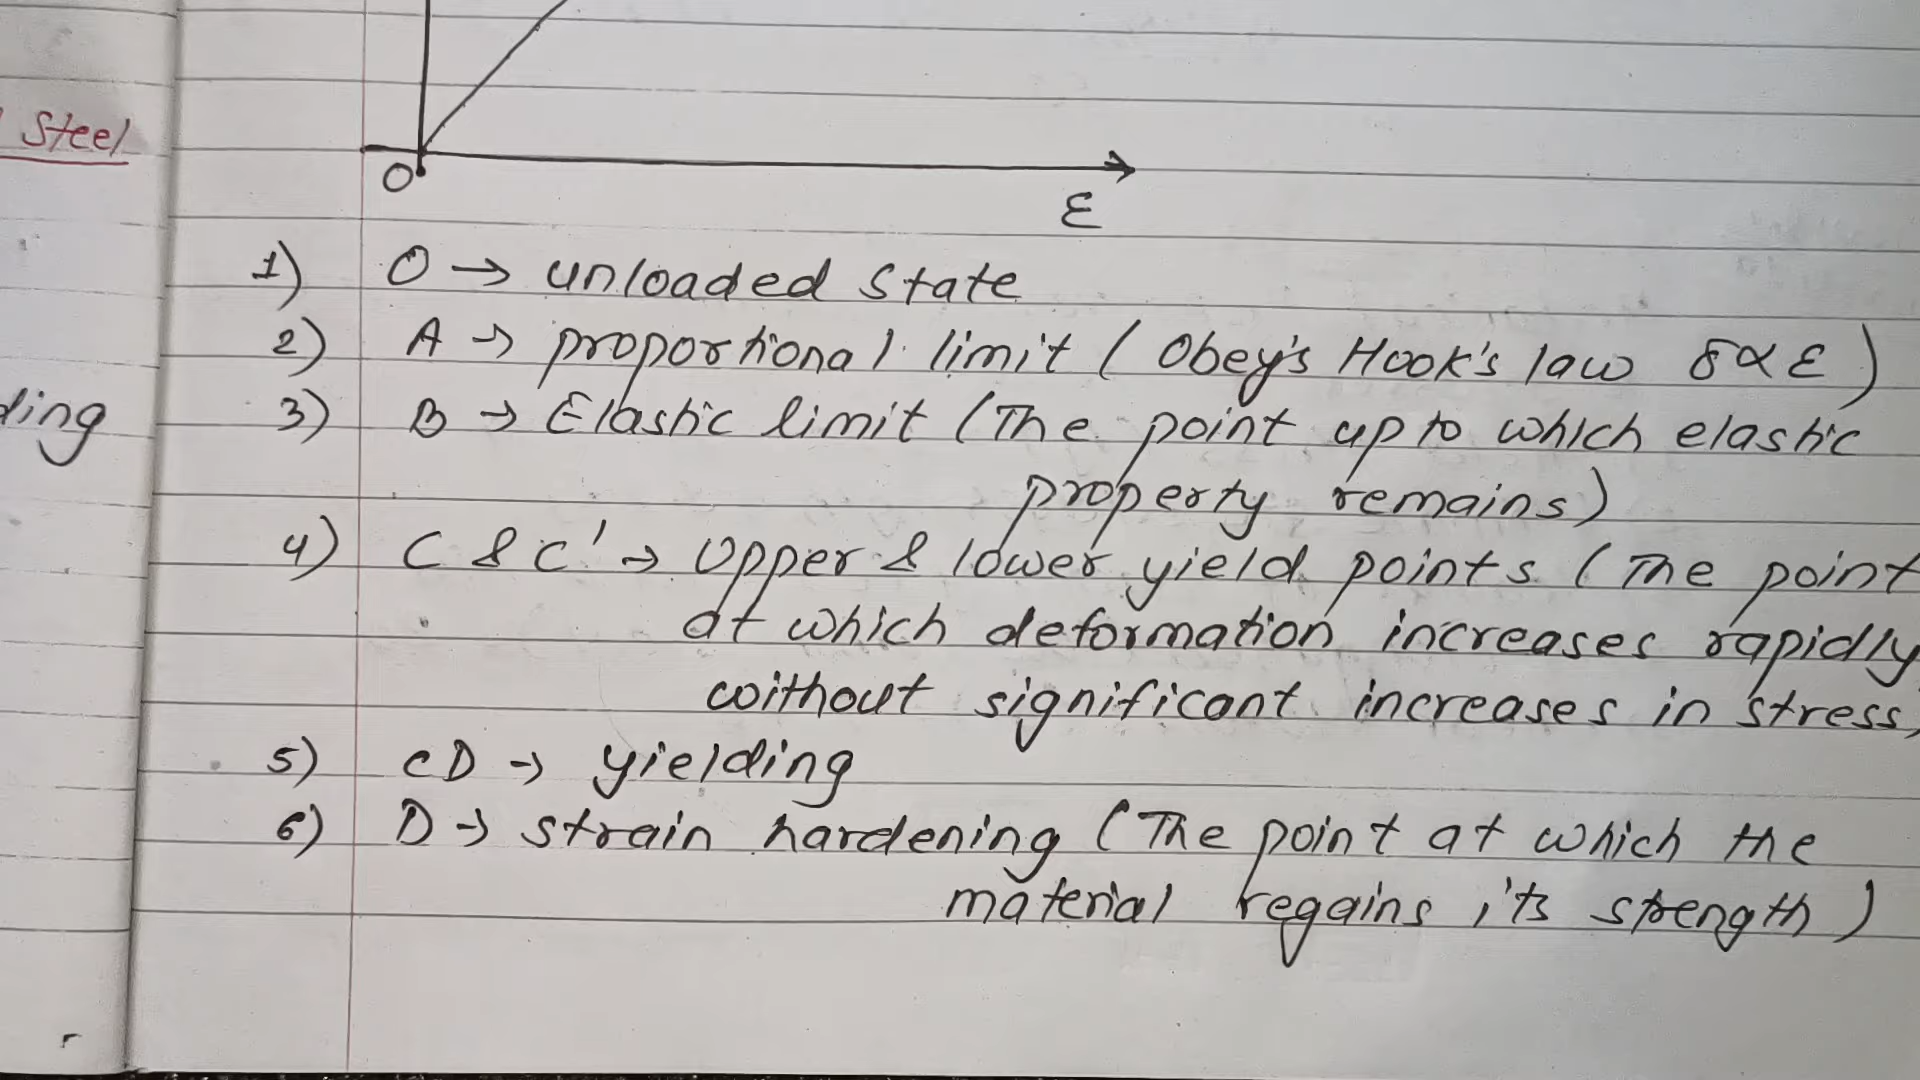 Steel
O
ε
1) O → unloaded state
2) A → proportional limit ( Obey's Hook's law δ∝ε )
ding
3) B → Elastic limit (The point up to which elastic
property remains)
4) C & C' → Upper & lower yield points ( The point
at which deformation increases rapidly
without significant increases in stress)
5) CD → yielding
6) D → strain hardening ( The point at which the
material regains it's strength )